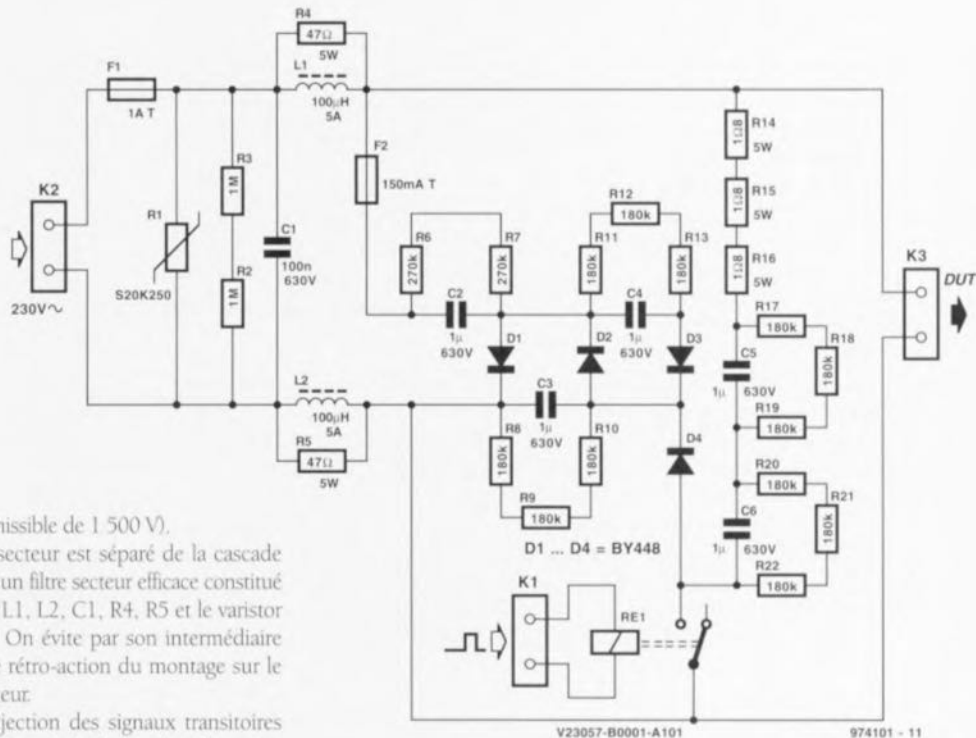 R4
47Ω
5W
L1
100µH
5A
F1
1A T
F2
150mA T
K2
R3
1M
R1
R2
1M
C1
100n
630V
S20K250
230V~
R6
270k
R7
270k
C2
1µ
630V
R12
180k
R11
180k
R13
180k
C4
1µ
630V
D1
D2
D3
R14
1Ω8
5W
R15
1Ω8
5W
R16
1Ω8
5W
K3
DUT
R17
180k
R18
180k
C5
1µ
630V
R19
180k
L2
100µH
5A
R5
47Ω
5W
C3
1µ
630V
R8
180k
R10
180k
R9
180k
D4
R20
180k
R21
180k
C6
1µ
630V
R22
180k
D1 ... D4 = BY448
K1
RE1
V23057-B0001-A101
974101 - 11
missible de 1 500 V).
secteur est séparé de la cascade
un filtre secteur efficace constitué
L1, L2, C1, R4, R5 et le varistor
On évite par son intermédiaire
rétro-action du montage sur le
eur.
jection des signaux transitoires